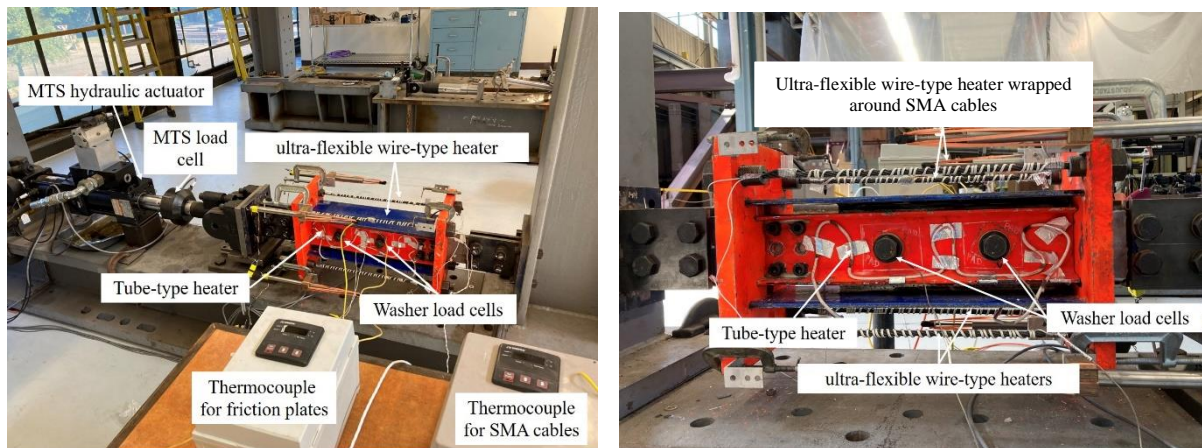 MTS hydraulic actuator
MTS load
cell
ultra-flexible wire-type heater
Tube-type heater
Washer load cells
Thermocouple
for friction plates
Thermocouple
for SMA cables
Ultra-flexible wire-type heater wrapped
around SMA cables
Tube-type heater
Washer load cells
ultra-flexible wire-type heaters